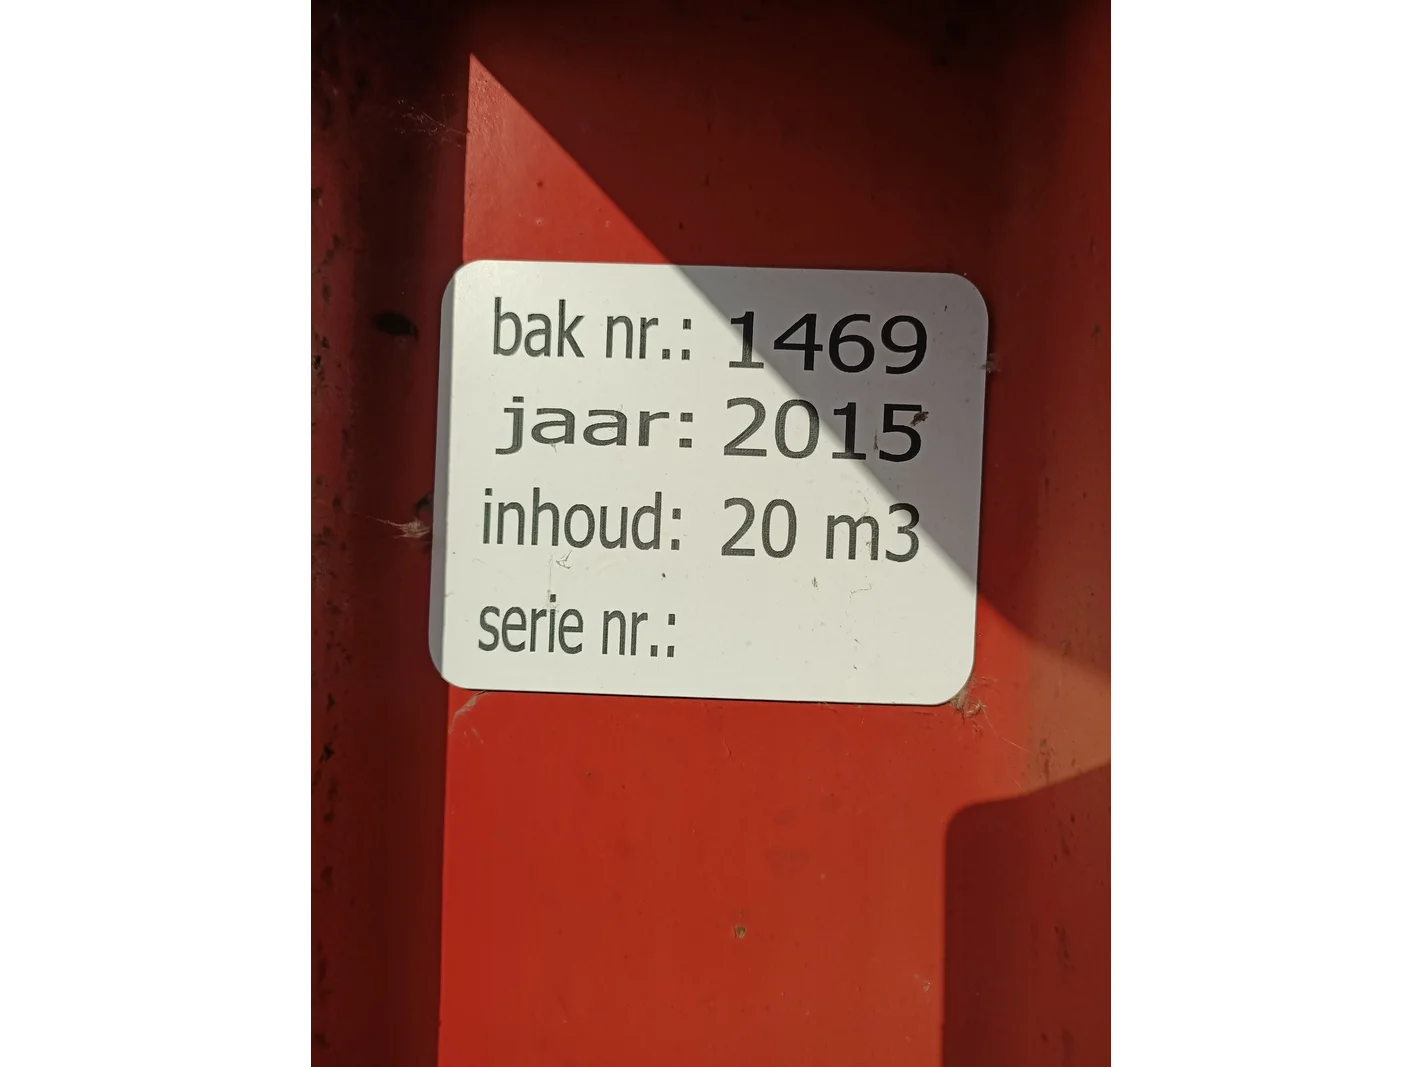 bak nr.: 1469
jaar: 2015
inhoud: 20 m3
serie nr.: